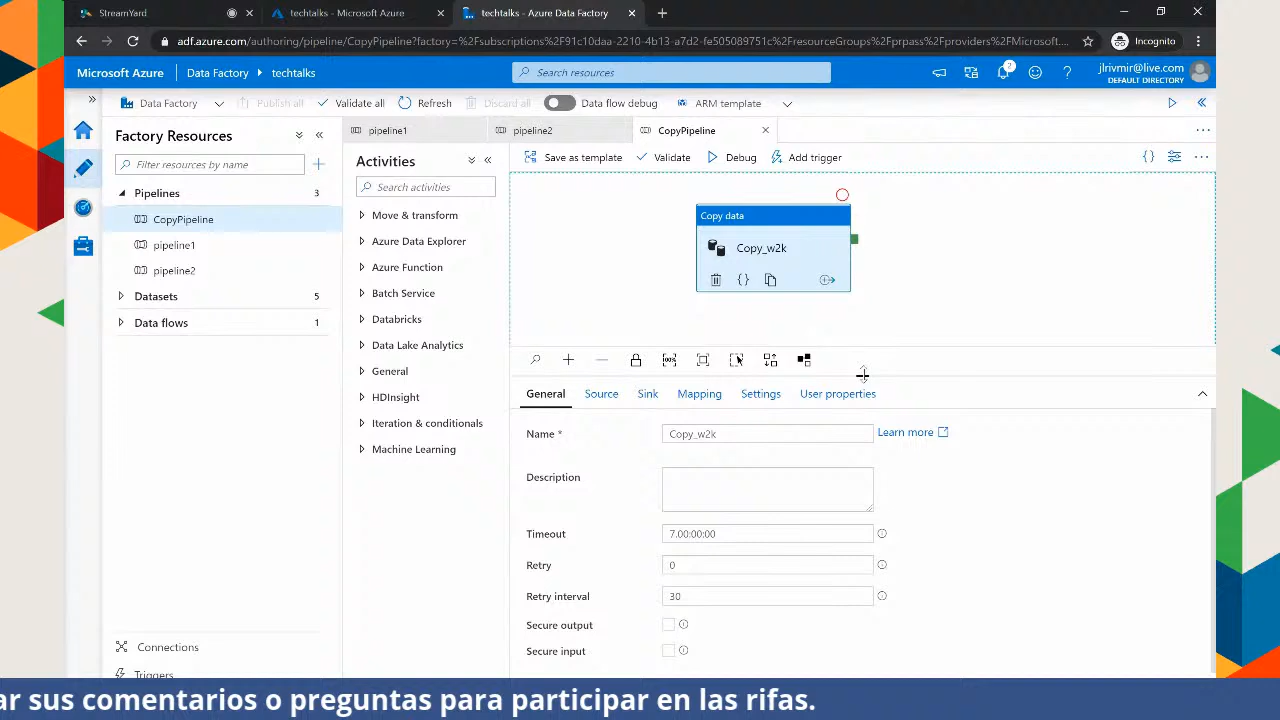 StreamYard
techtalks - Microsoft Azure
techtalks - Azure Data Factory
adf.azure.com/authoring/pipeline/CopyPipeline?factory=%2Fsubscriptions%2F91c10daa-2210-4b13-a7d2-fe505089751c%2FresourceGroups%2Fprpass%2Fproviders%2FMicrosoft....
Incognito
Microsoft Azure
Data Factory
techtalks
Search resources
2
jlrivmir@live.com
DEFAULT DIRECTORY
Data Factory
Publish all
Validate all
Refresh
Discard all
Data flow debug
ARM template
Factory Resources
Filter resources by name
Pipelines 3
CopyPipeline
pipeline1
pipeline2
Datasets 5
Data flows 1
Connections
Triggers
pipeline1
pipeline2
CopyPipeline
Activities
Search activities
Move & transform
Azure Data Explorer
Azure Function
Batch Service
Databricks
Data Lake Analytics
General
HDInsight
Iteration & conditionals
Machine Learning
Save as template
Validate
Debug
Add trigger
Copy data
Copy_w2k
100%
General
Source
Sink
Mapping
Settings
User properties
Name *
Copy_w2k
Learn more
Description
Timeout
7.00:00:00
Retry
0
Retry interval
30
Secure output
Secure input
ar sus comentarios o preguntas para participar en las rifas.